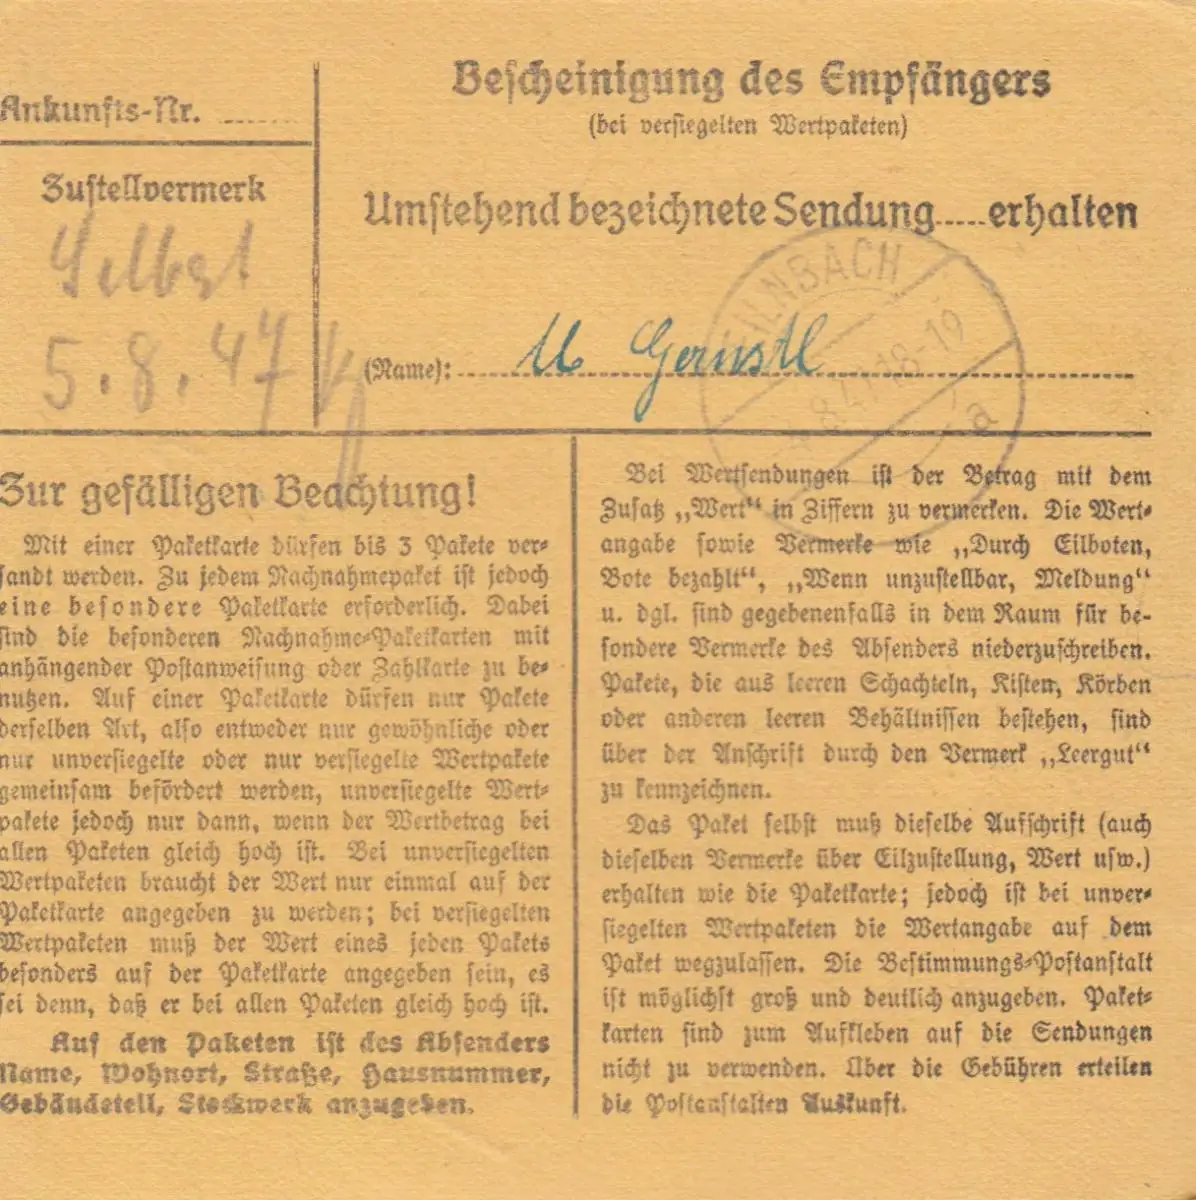 Ankunfts-Nr. ........
Zustellvermerk
Selbst
5.8.47
Bescheinigung des Empfängers
(bei versiegelten Wertpaketen)
Umstehend bezeichnete Sendung.....erhalten
(Name): M Gernstl
ILNBACH
8.47.18-19
a
Zur gefälligen Beachtung!
Mit einer Paketkarte dürfen bis 3 Pakete ver-
sandt werden. Zu jedem Nachnahmepaket ist jedoch
eine besondere Paketkarte erforderlich. Dabei
sind die besonderen Nachnahme-Paketkarten mit
anhängender Postanweisung oder Zahlkarte zu be-
nutzen. Auf einer Paketkarte dürfen nur Pakete
derselben Art, also entweder nur gewöhnliche oder
nur unversiegelte oder nur versiegelte Wertpakete
gemeinsam befördert werden, unversiegelte Wert-
pakete jedoch nur dann, wenn der Wertbetrag bei
allen Paketen gleich hoch ist. Bei unversiegelten
Wertpaketen braucht der Wert nur einmal auf der
Paketkarte angegeben zu werden; bei versiegelten
Wertpaketen muß der Wert eines jeden Pakets
besonders auf der Paketkarte angegeben sein, es
sei denn, daß er bei allen Paketen gleich hoch ist.
Auf den Paketen ist des Absenders
Name, Wohnort, Straße, Hausnummer,
Gebäudeteil, Stockwerk anzugeben.
Bei Wertsendungen ist der Betrag mit dem
Zusatz „Wert“ in Ziffern zu vermerken. Die Wert-
angabe sowie Vermerke wie „Durch Eilboten,
Bote bezahlt“, „Wenn unzustellbar, Meldung“
u. dgl. sind gegebenenfalls in dem Raum für be-
sondere Vermerke des Absenders niederzuschreiben.
Pakete, die aus leeren Schachteln, Kisten, Körben
oder anderen leeren Behältnissen bestehen, sind
über der Anschrift durch den Vermerk „Leergut“
zu kennzeichnen.
Das Paket selbst muß dieselbe Aufschrift (auch
dieselben Vermerke über Eilzustellung, Wert usw.)
erhalten wie die Paketkarte; jedoch ist bei unver-
siegelten Wertpaketen die Wertangabe auf dem
Paket wegzulassen. Die Bestimmungs-Postanstalt
ist möglichst groß und deutlich anzugeben. Paket-
karten sind zum Aufkleben auf die Sendungen
nicht zu verwenden. Über die Gebühren erteilen
die Postanstalten Auskunft.